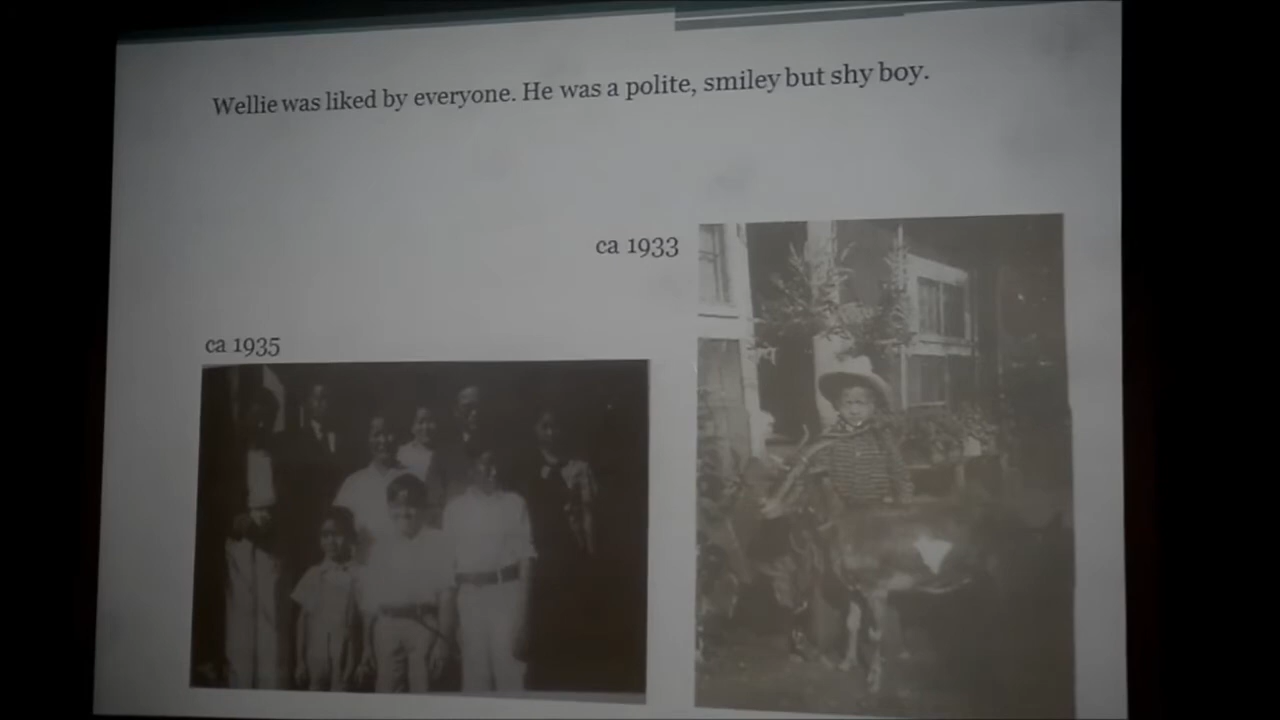 Wellie was liked by everyone. He was a polite, smiley but shy boy.
ca 1933
ca 1935